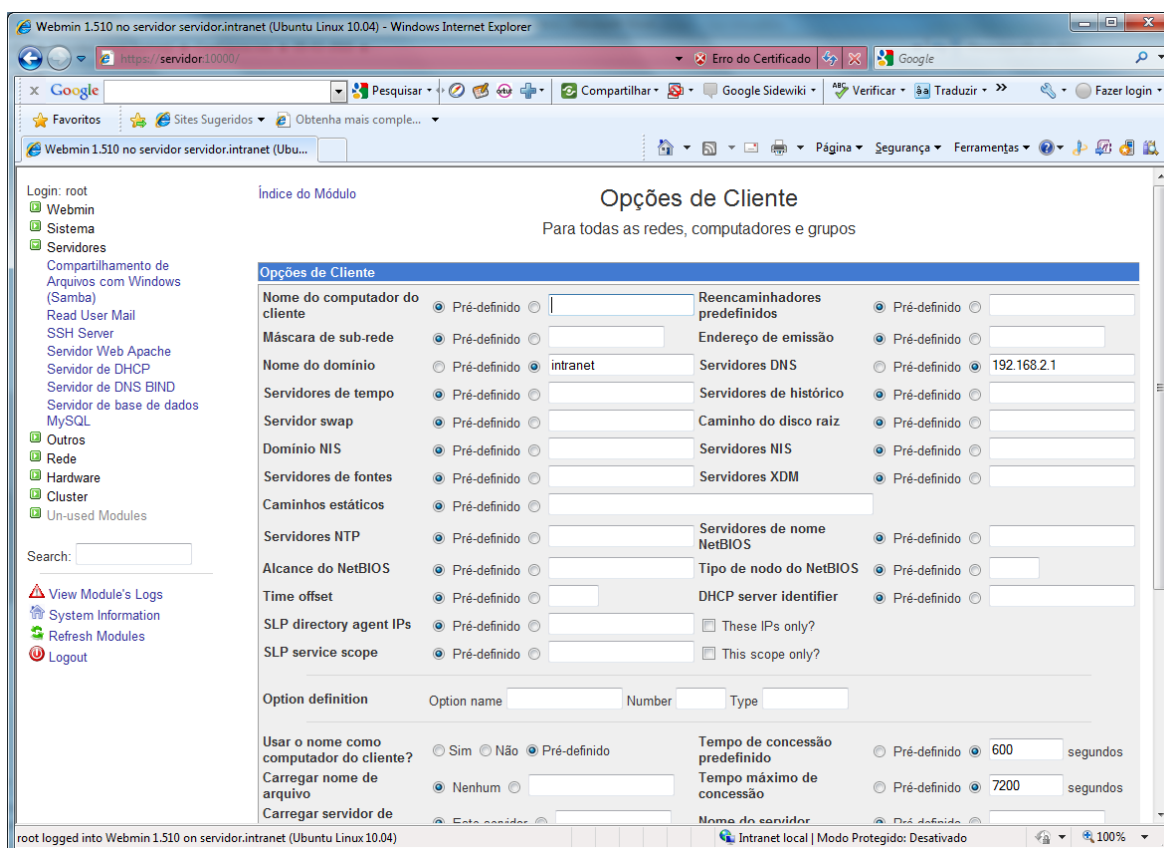 Webmin 1.510 no servidor servidor.intranet (Ubuntu Linux 10.04) - Windows Internet Explorer
https://servidor:10000/ Erro do Certificado Google
x Google Pesquisar Compartilhar Google Sidewiki ABC Verificar Traduzir >> Fazer login
Favoritos Sites Sugeridos Obtenha mais comple...
Webmin 1.510 no servidor servidor.intranet (Ubu... Página Segurança Ferramentas
Login: root
Webmin
Sistema
Servidores
Compartilhamento de
Arquivos com Windows
(Samba)
Read User Mail
SSH Server
Servidor Web Apache
Servidor de DHCP
Servidor de DNS BIND
Servidor de base de dados
MySQL
Outros
Rede
Hardware
Cluster
Un-used Modules
Search:
View Module's Logs
System Information
Refresh Modules
Logout
Índice do Módulo
Opções de Cliente
Para todas as redes, computadores e grupos
Opções de Cliente
Nome do computador do
cliente Pré-definido
Reencaminhadores
predefinidos Pré-definido
Máscara de sub-rede Pré-definido Endereço de emissão Pré-definido
Nome do domínio Pré-definido intranet Servidores DNS Pré-definido 192.168.2.1
Servidores de tempo Pré-definido Servidores de histórico Pré-definido
Servidor swap Pré-definido Caminho do disco raiz Pré-definido
Domínio NIS Pré-definido Servidores NIS Pré-definido
Servidores de fontes Pré-definido Servidores XDM Pré-definido
Caminhos estáticos Pré-definido
Servidores NTP Pré-definido
Servidores de nome
NetBIOS Pré-definido
Alcance do NetBIOS Pré-definido Tipo de nodo do NetBIOS Pré-definido
Time offset Pré-definido DHCP server identifier Pré-definido
SLP directory agent IPs Pré-definido These IPs only?
SLP service scope Pré-definido This scope only?
Option definition Option name Number Type
Usar o nome como
computador do cliente? Sim Não Pré-definido
Tempo de concessão
predefinido Pré-definido 600 segundos
Carregar nome de
arquivo Nenhum
Tempo máximo de
concessão Pré-definido 7200 segundos
Carregar servidor de
Este servidor Nome do servidor Pré-definido
root logged into Webmin 1.510 on servidor.intranet (Ubuntu Linux 10.04) Intranet local | Modo Protegido: Desativado 100%